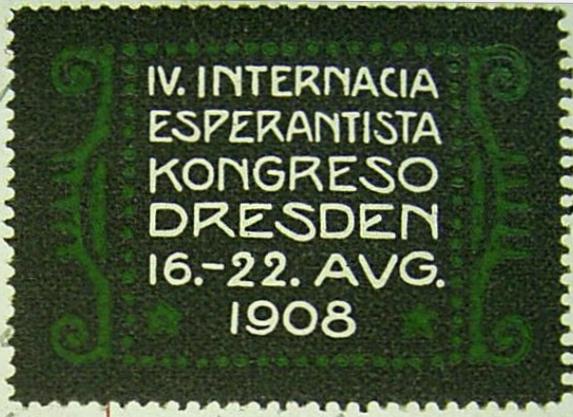 IV. INTERNACIA
ESPERANTISTA
KONGRESO
DRESDEN
16.-22. AVG.
1908